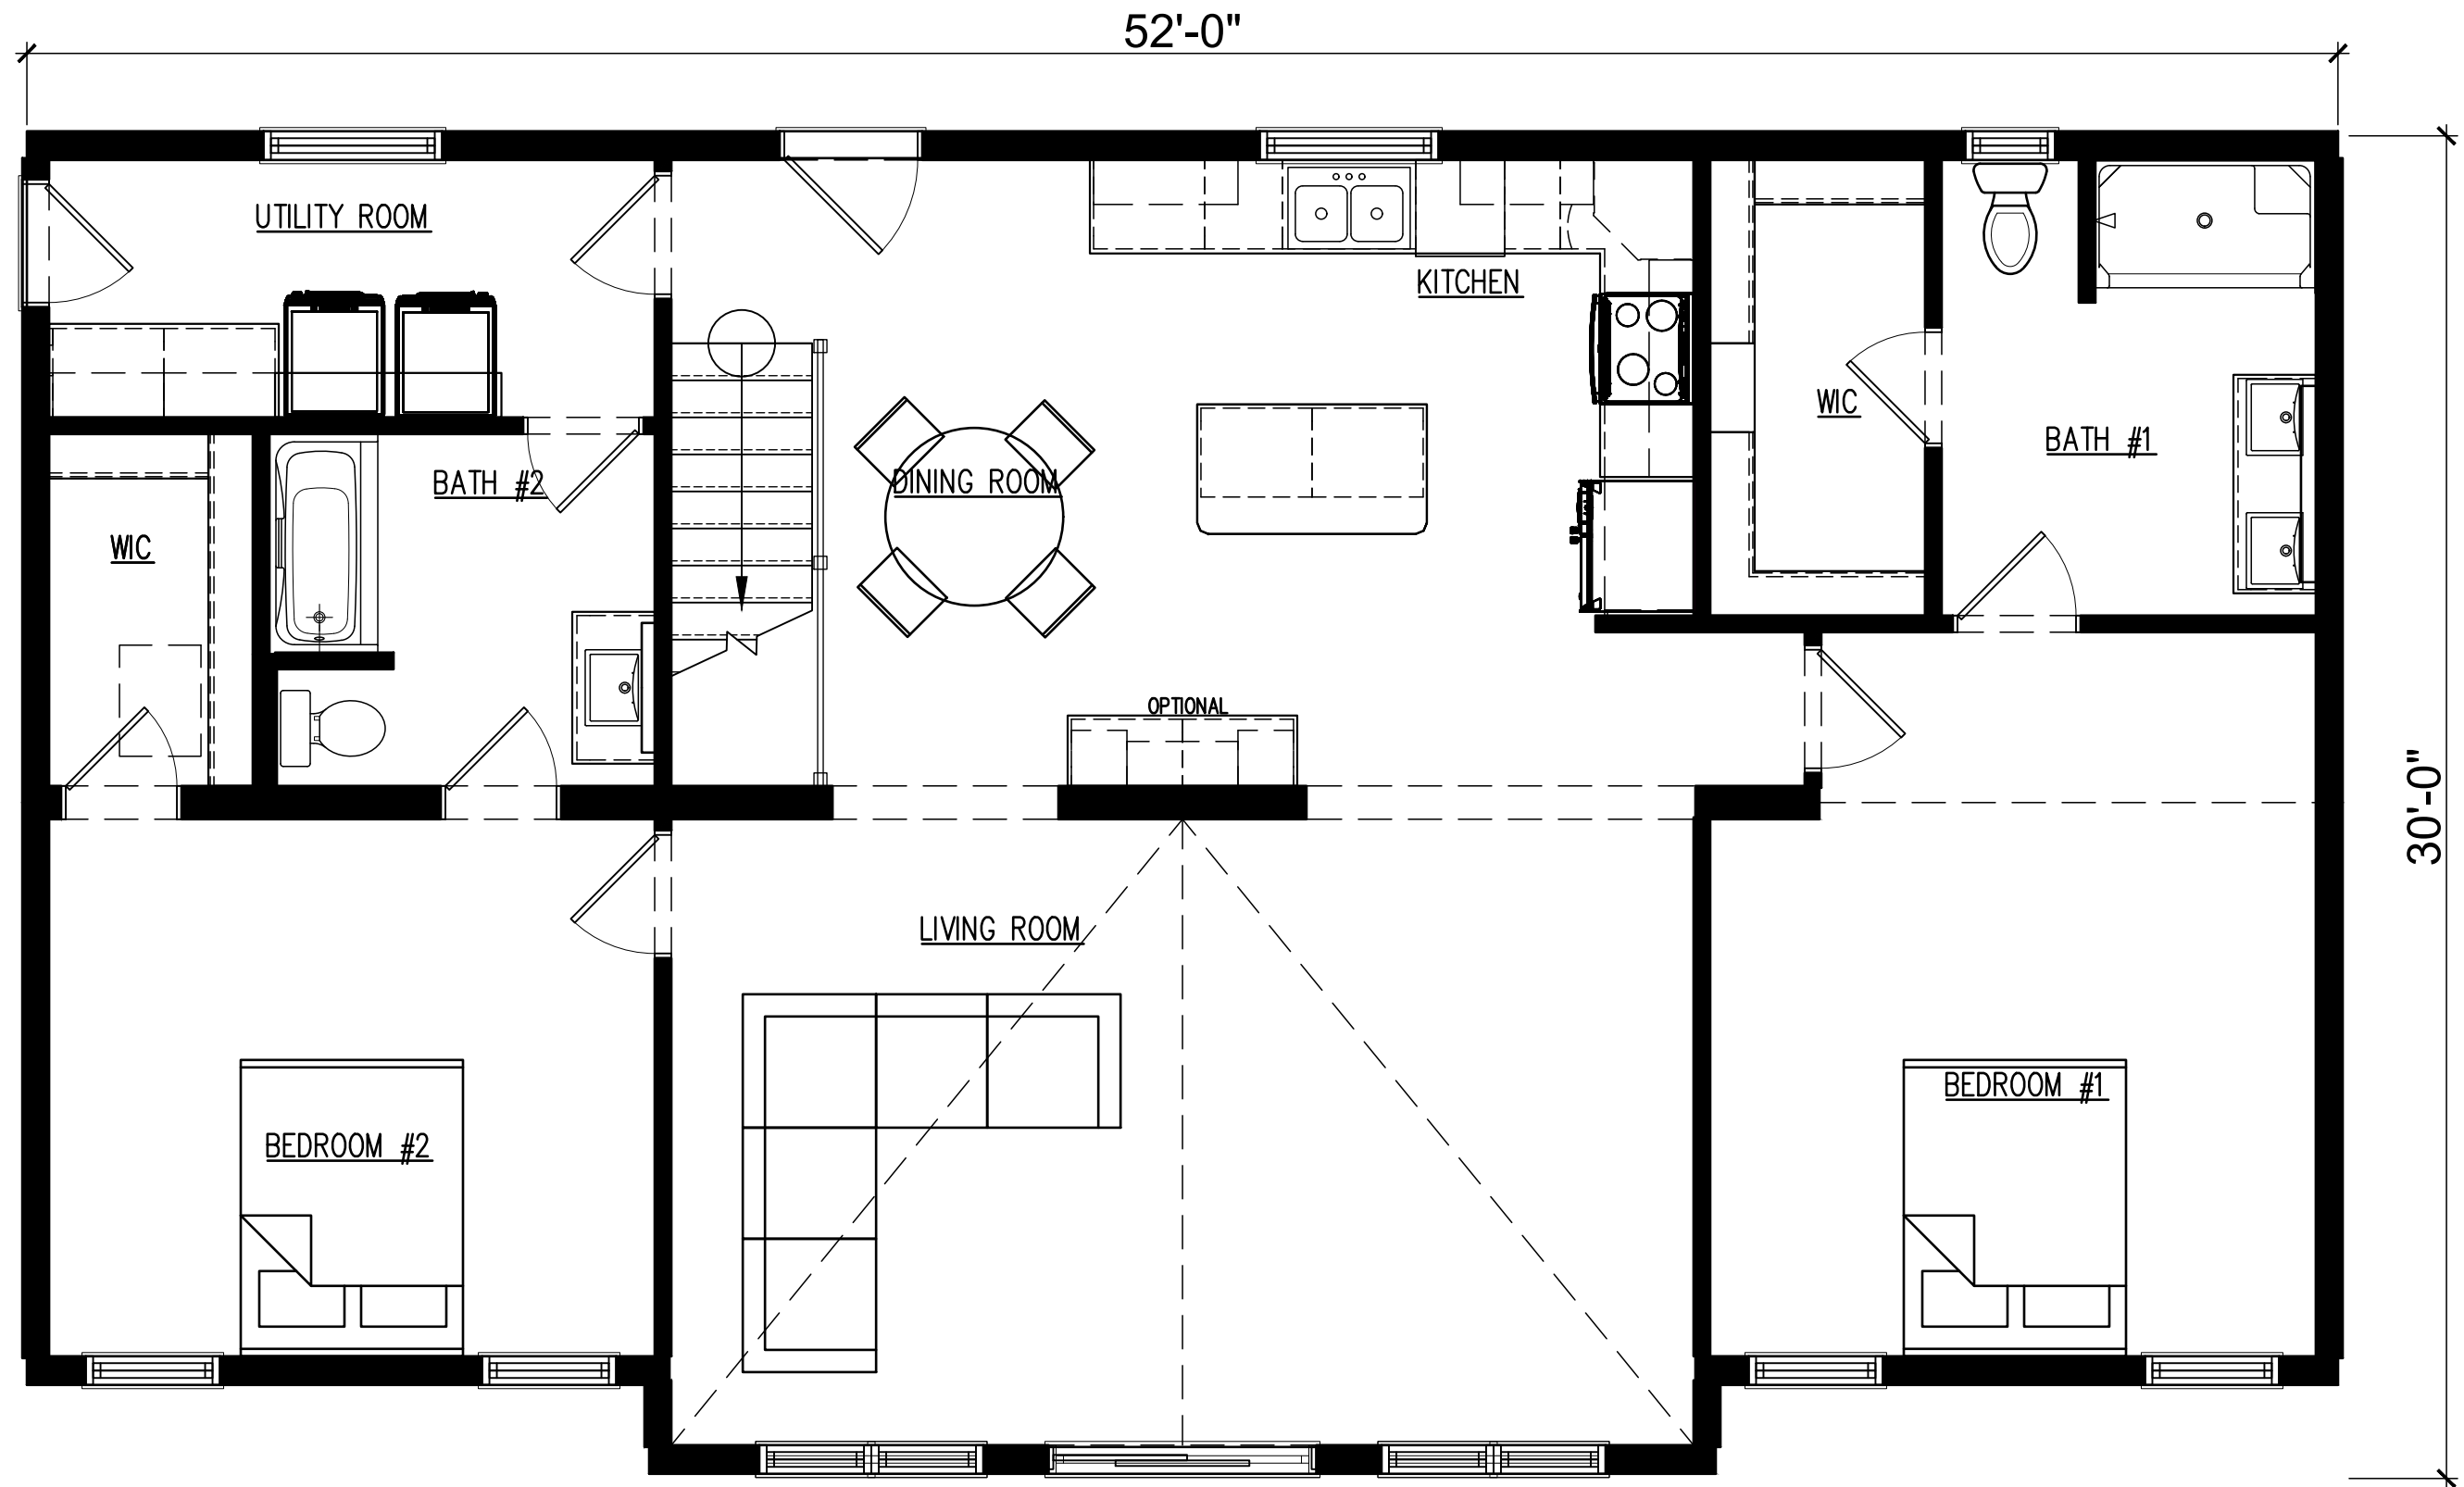 52'-0"
UTILITY ROOM
KITCHEN
WIC
BATH #1
BATH #2
DINING ROOM
WIC
OPTIONAL
30'-0"
LIVING ROOM
BEDROOM #1
BEDROOM #2